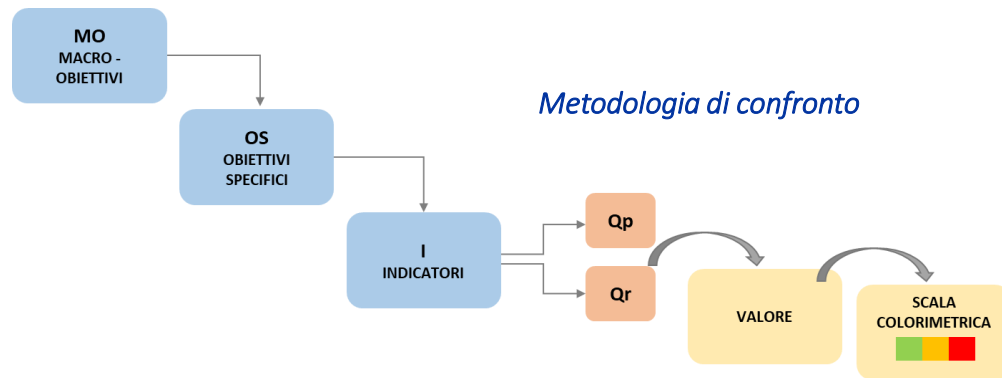 MO
MACRO -
OBIETTIVI
Metodologia di confronto
OS
OBIETTIVI
SPECIFICI
Qp
I
INDICATORI
Qr
VALORE
SCALA
COLORIMETRICA